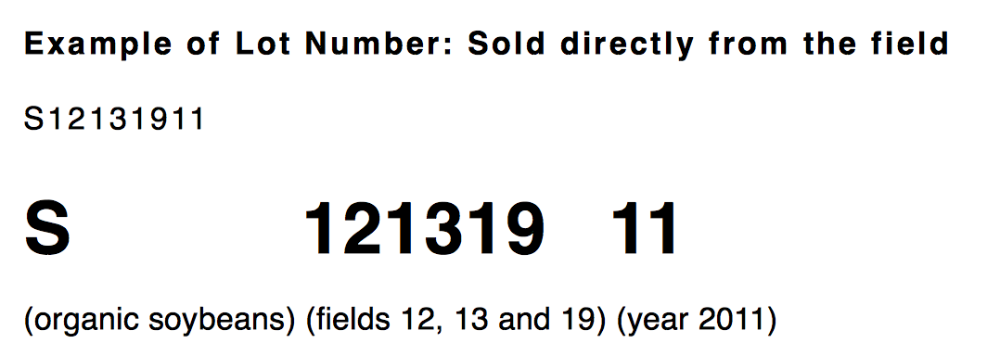 Example of Lot Number: Sold directly from the field
S12131911
S 121319 11
(organic soybeans) (fields 12, 13 and 19) (year 2011)